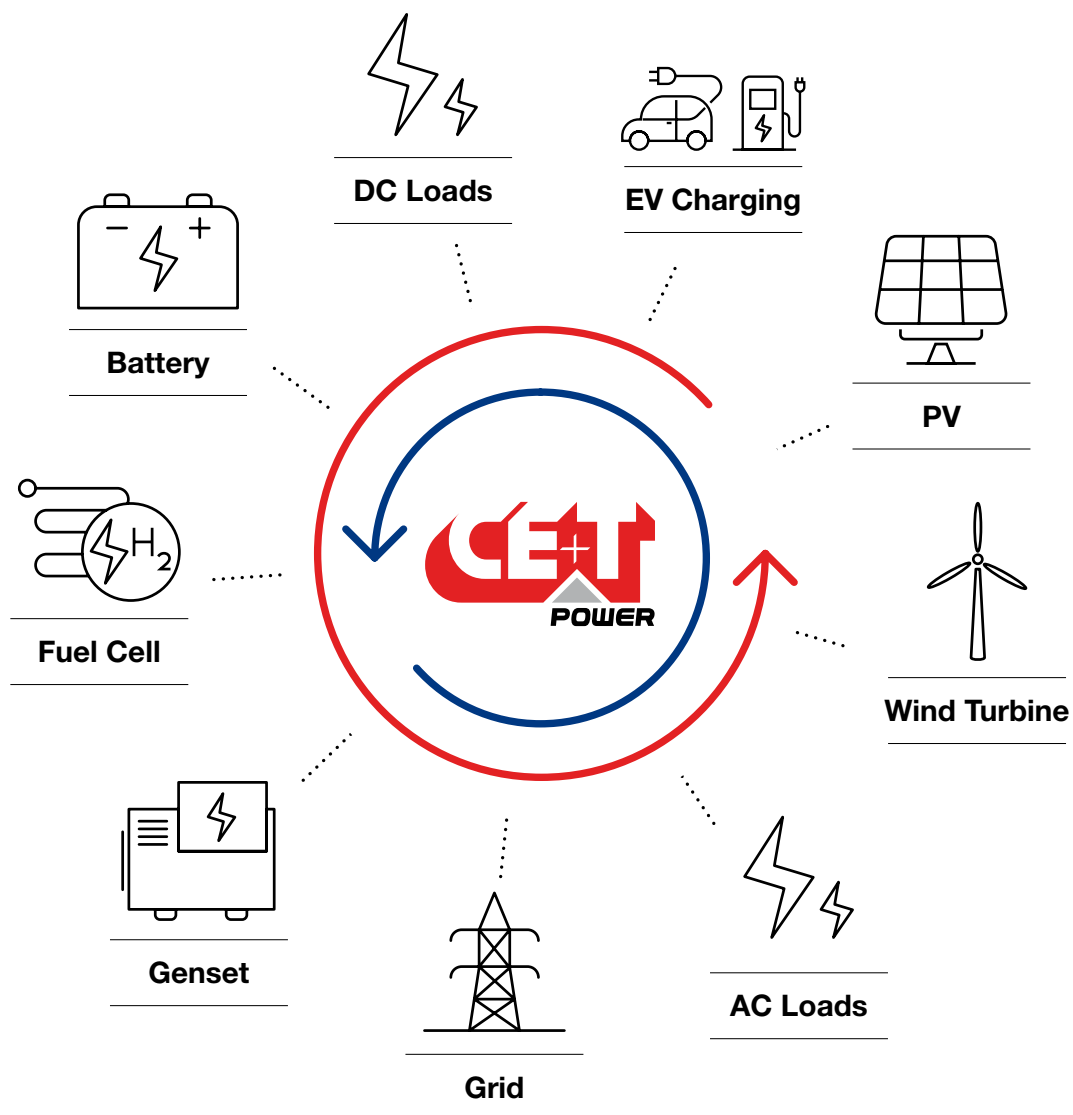 DC Loads
EV Charging
Battery
− +
PV
CE+T
POWER
H₂
Fuel Cell
Wind Turbine
Genset
AC Loads
Grid